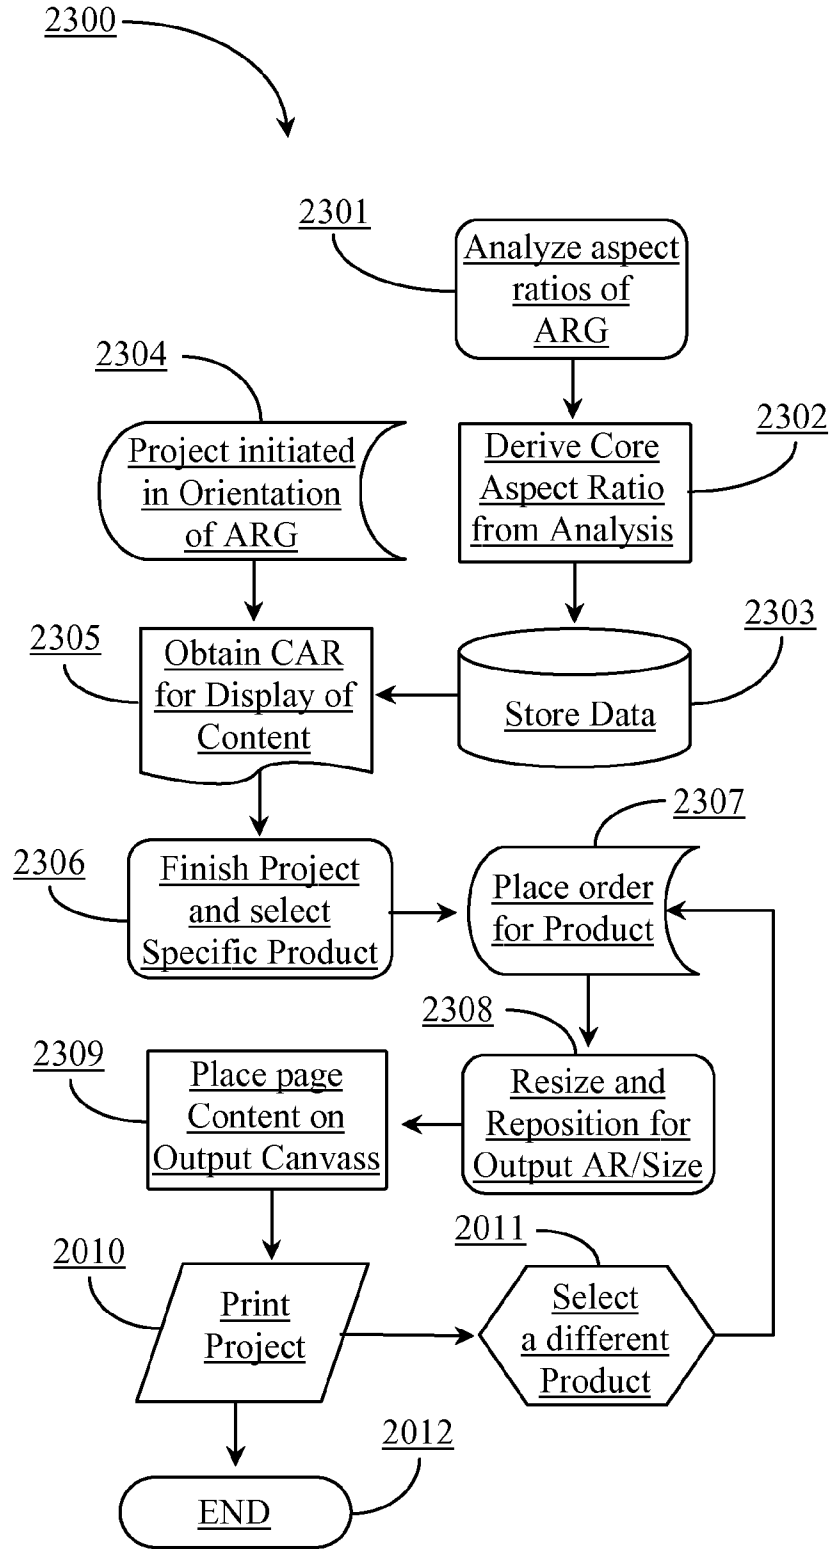 2300
2301
Analyze aspect
ratios of
ARG
2304
Project initiated
in Orientation
of ARG
2302
Derive Core
Aspect Ratio
from Analysis
2305
Obtain CAR
for Display of
Content
2303
Store Data
2306
Finish Project
and select
Specific Product
2307
Place order
for Product
2308
Resize and
Reposition for
Output AR/Size
2309
Place page
Content on
Output Canvass
2010
Print
Project
2011
Select
a different
Product
2012
END